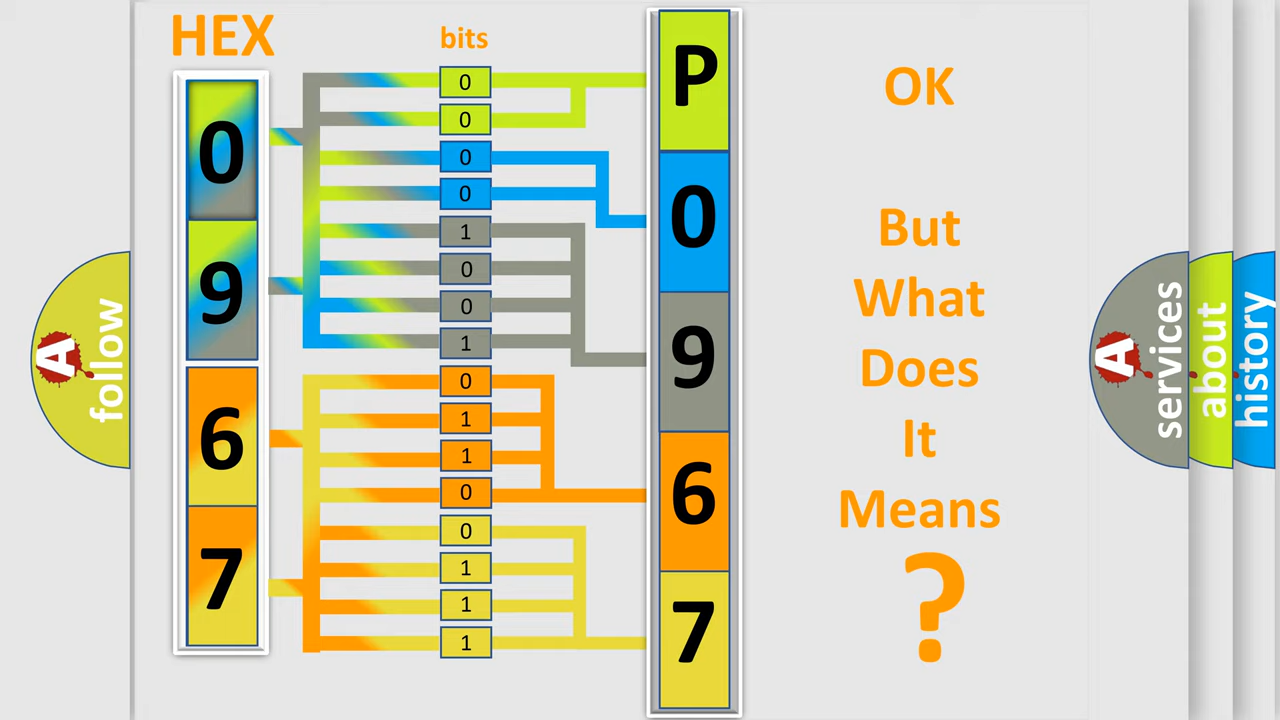 HEX
bits
0
9
6
7
0
0
0
0
1
0
0
1
0
1
1
0
0
1
1
1
P
0
9
6
7
OK
But
What
Does
It
Means
?
A
follow
A
services
about
history